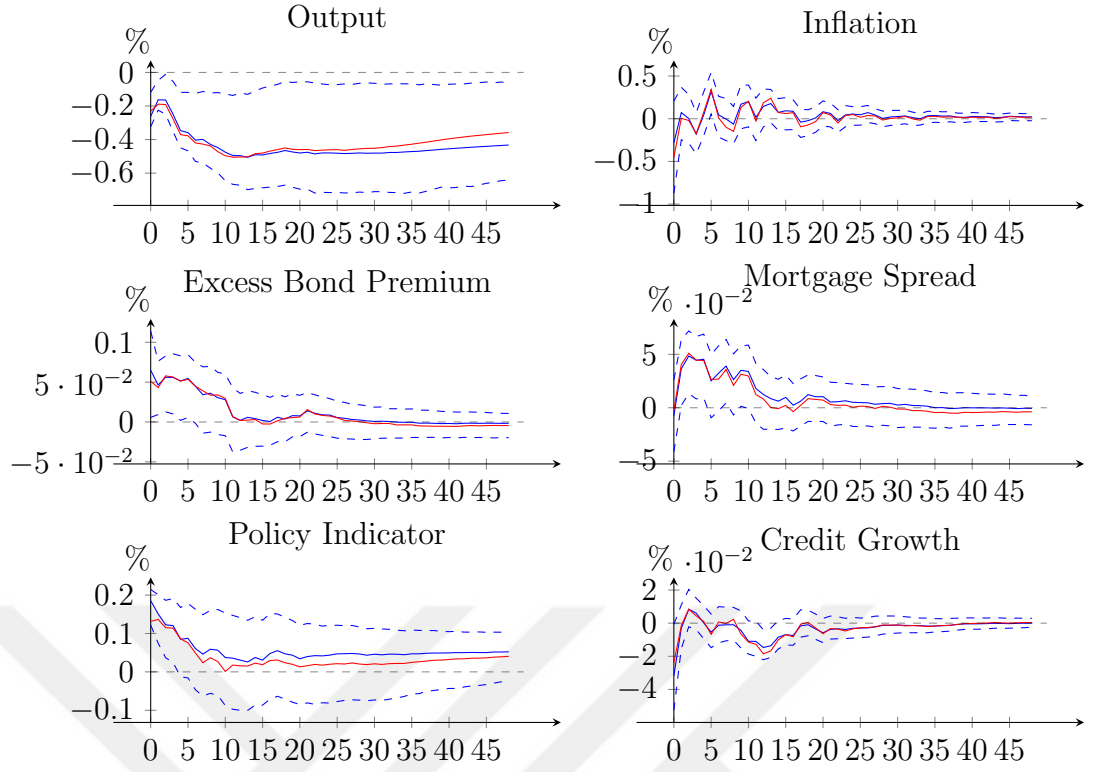 Output
%
0
−0.2
−0.4
−0.6
0 5 10 15 20 25 30 35 40 45
Inflation
%
0.5
0
−0.5
−1
0 5 10 15 20 25 30 35 40 45
Excess Bond Premium
%
0.1
5 · 10−2
0
−5 · 10−2
0 5 10 15 20 25 30 35 40 45
Mortgage Spread
% ·10−2
5
0
−5
0 5 10 15 20 25 30 35 40 45
Policy Indicator
%
0.2
0.1
0
−0.1
0 5 10 15 20 25 30 35 40 45
Credit Growth
% ·10−2
2
0
−2
−4
0 5 10 15 20 25 30 35 40 45